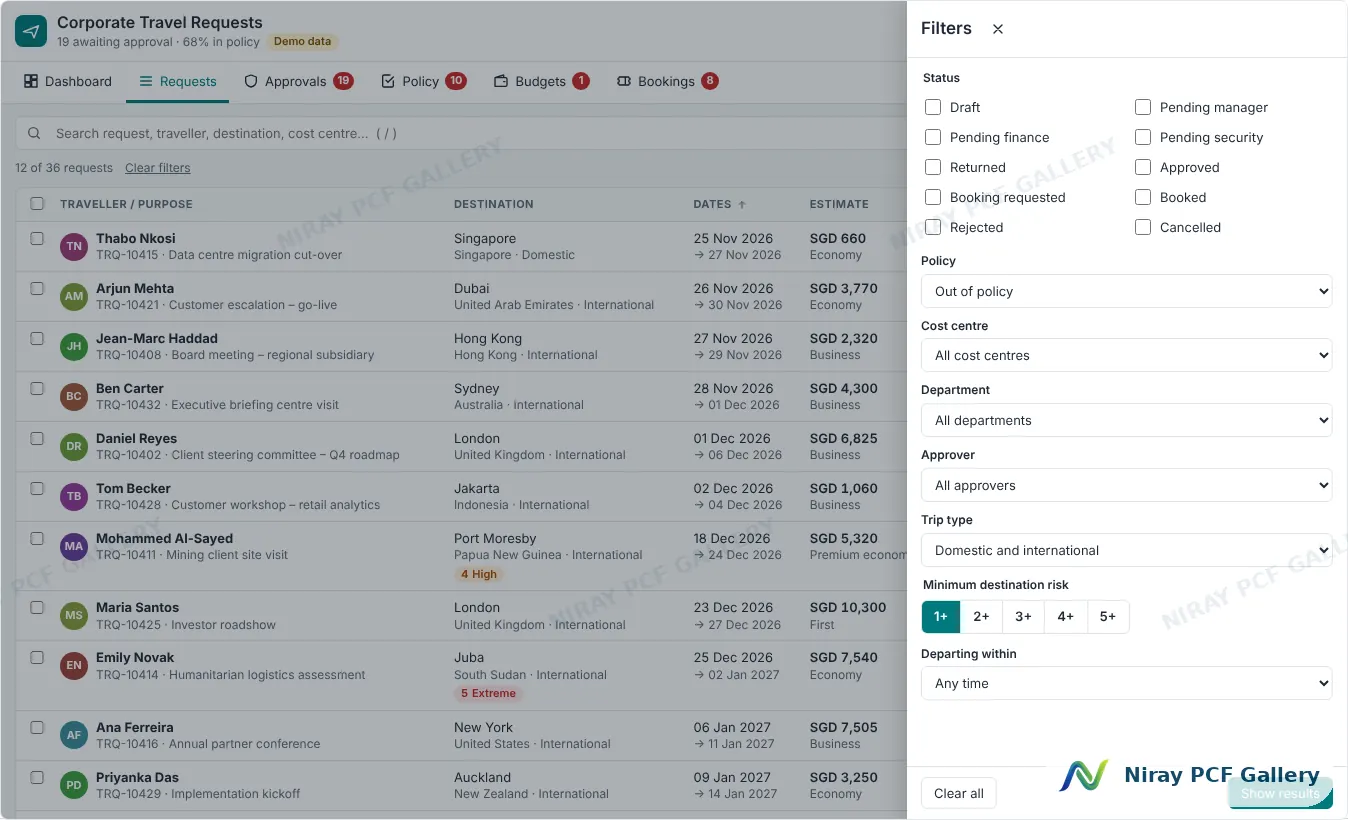 Corporate Travel Requests
19 awaiting approval · 68% in policy Demo data
Dashboard Requests Approvals 19 Policy 10 Budgets 1 Bookings 8
Search request, traveller, destination, cost centre... ( / )
12 of 36 requests Clear filters
TRAVELLER / PURPOSE DESTINATION DATES ↑ ESTIMATE
TN Thabo Nkosi Singapore 25 Nov 2026 SGD 660
TRQ-10415 · Data centre migration cut-over Singapore · Domestic → 27 Nov 2026 Economy
AM Arjun Mehta Dubai 26 Nov 2026 SGD 3,770
TRQ-10421 · Customer escalation – go-live United Arab Emirates · International → 30 Nov 2026 Economy
JH Jean-Marc Haddad Hong Kong 27 Nov 2026 SGD 2,320
TRQ-10408 · Board meeting – regional subsidiary Hong Kong · International → 29 Nov 2026 Business
BC Ben Carter Sydney 28 Nov 2026 SGD 4,300
TRQ-10432 · Executive briefing centre visit Australia · International → 01 Dec 2026 Business
DR Daniel Reyes London 01 Dec 2026 SGD 6,825
TRQ-10402 · Client steering committee – Q4 roadmap United Kingdom · International → 06 Dec 2026 Business
TB Tom Becker Jakarta 02 Dec 2026 SGD 1,060
TRQ-10428 · Customer workshop – retail analytics Indonesia · International → 04 Dec 2026 Business
MA Mohammed Al-Sayed Port Moresby 18 Dec 2026 SGD 5,320
TRQ-10411 · Mining client site visit Papua New Guinea · International → 24 Dec 2026 Premium econom
4 High
MS Maria Santos London 23 Dec 2026 SGD 10,300
TRQ-10425 · Investor roadshow United Kingdom · International → 27 Dec 2026 First
EN Emily Novak Juba 25 Dec 2026 SGD 7,540
TRQ-10414 · Humanitarian logistics assessment South Sudan · International → 02 Jan 2027 Economy
5 Extreme
AF Ana Ferreira New York 06 Jan 2027 SGD 7,505
TRQ-10416 · Annual partner conference United States · International → 11 Jan 2027 Business
PD Priyanka Das Auckland 09 Jan 2027 SGD 3,250
TRQ-10429 · Implementation kickoff New Zealand · International → 14 Jan 2027 Economy
Filters ×
Status
Draft Pending manager
Pending finance Pending security
Returned Approved
Booking requested Booked
Rejected Cancelled
Policy
Out of policy
Cost centre
All cost centres
Department
All departments
Approver
All approvers
Trip type
Domestic and international
Minimum destination risk
1+ 2+ 3+ 4+ 5+
Departing within
Any time
Clear all Show results
Niray PCF Gallery
NIRAY PCF GALLERY
NIRAY PCF GALLERY
NIRAY PCF GALLERY
NIRAY PCF GALLERY
PCF GALLERY